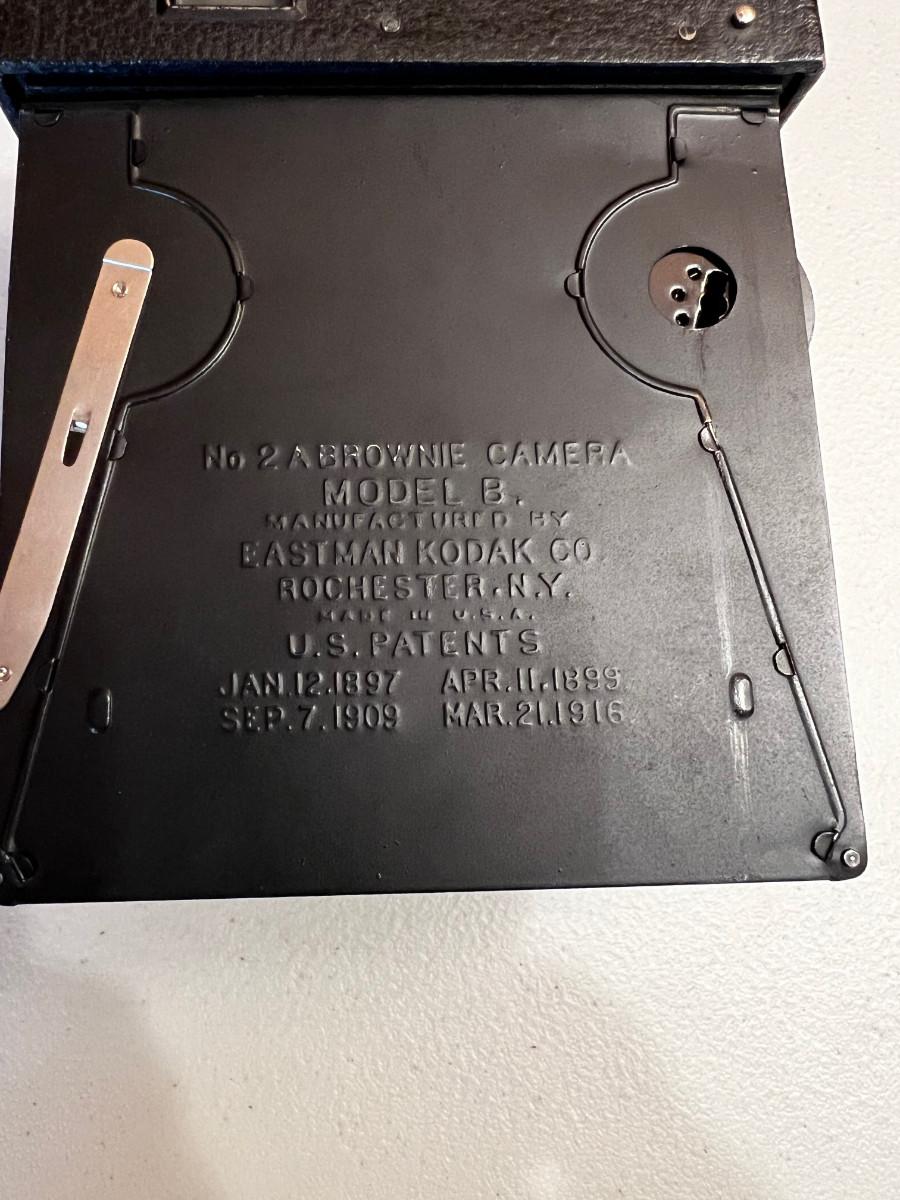 No 2 A BROWNIE CAMERA
MODEL B.
MANUFACTURED BY
EASTMAN KODAK CO.
ROCHESTER, N.Y.
MADE IN U.S.A.
U.S. PATENTS
JAN.12.1897 APR.11.1899
SEP.7.1909 MAR.21.1916